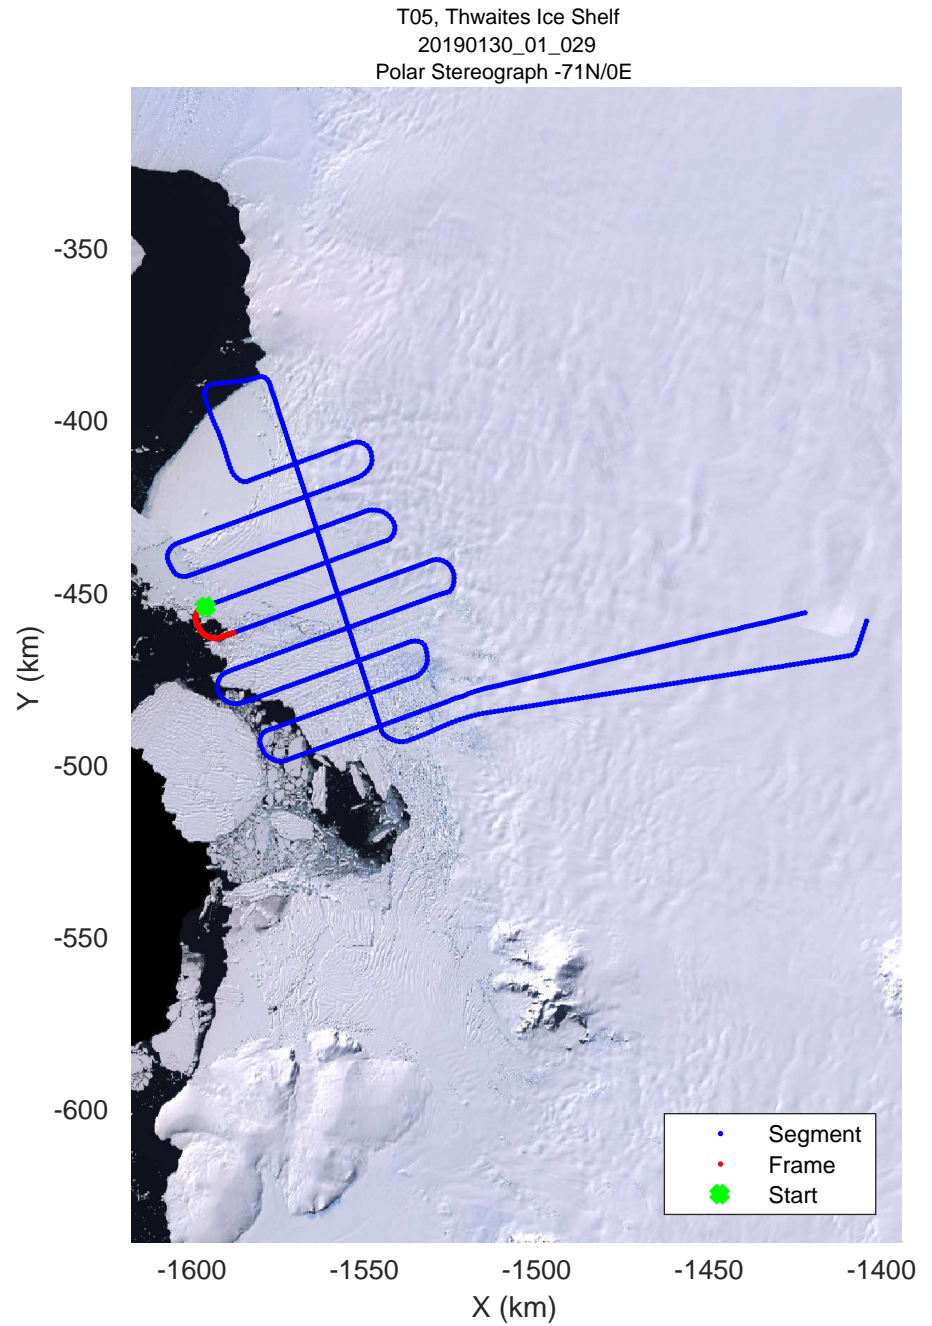 T05, Thwaites Ice Shelf
20190130_01_029
Polar Stereograph -71N/0E
-350
-400
-450
-500
-550
-600
Y (km)
Segment
Frame
Start
-1600
-1550
-1500
-1450
-1400
X (km)